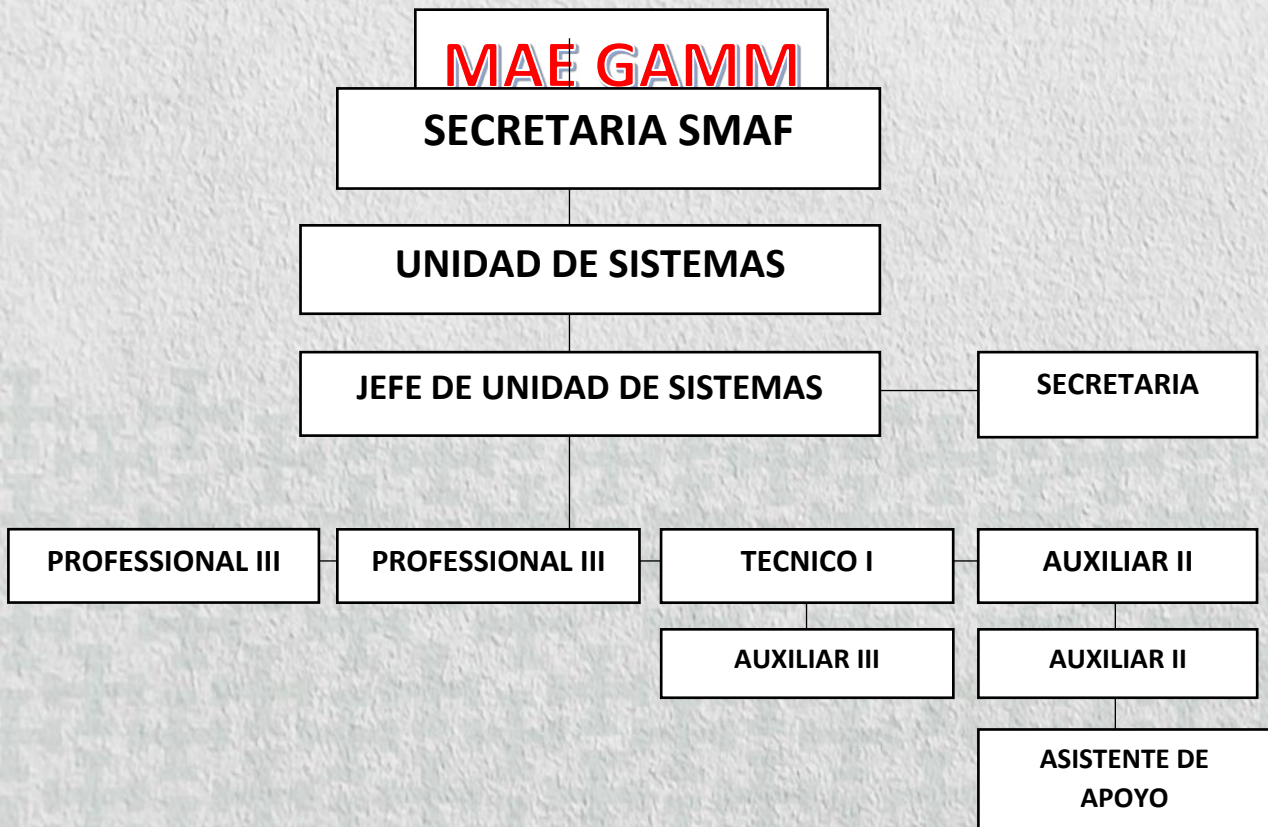 MAE GAMM
SECRETARIA SMAF
UNIDAD DE SISTEMAS
JEFE DE UNIDAD DE SISTEMAS
SECRETARIA
PROFESSIONAL III
PROFESSIONAL III
TECNICO I
AUXILIAR II
AUXILIAR III
AUXILIAR II
ASISTENTE DE
APOYO